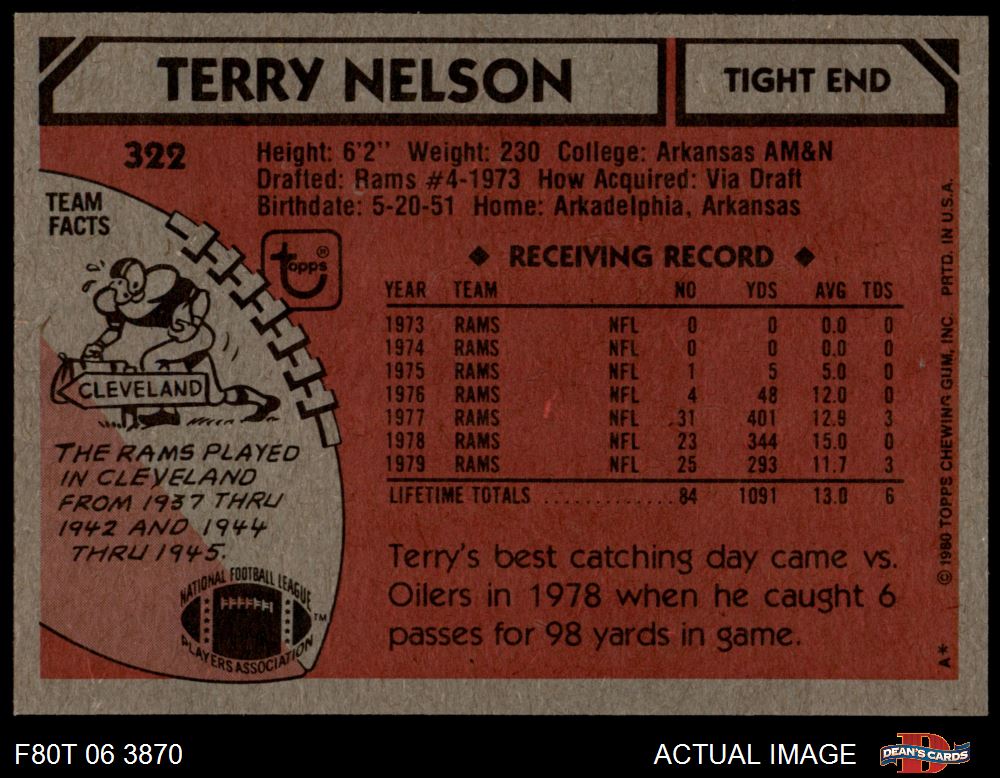 TERRY NELSON
TIGHT END
322
Height: 6'2" Weight: 230 College: Arkansas AM&N
Drafted: Rams #4-1973 How Acquired: Via Draft
Birthdate: 5-20-51 Home: Arkadelphia, Arkansas
TEAM
FACTS
topps ®
CLEVELAND
THE RAMS PLAYED
IN CLEVELAND
FROM 1937 THRU
1942 AND 1944
THRU 1945.
NATIONAL FOOTBALL LEAGUE
PLAYERS ASSOCIATION
TM
◆ RECEIVING RECORD ◆
YEAR TEAM NO YDS AVG TDS
1973 RAMS NFL 0 0 0.0 0
1974 RAMS NFL 0 0 0.0 0
1975 RAMS NFL 1 5 5.0 0
1976 RAMS NFL 4 48 12.0 0
1977 RAMS NFL 31 401 12.9 3
1978 RAMS NFL 23 344 15.0 0
1979 RAMS NFL 25 293 11.7 3
LIFETIME TOTALS ............ 84 1091 13.0 6
Terry's best catching day came vs.
Oilers in 1978 when he caught 6
passes for 98 yards in game.
A* © 1980 TOPPS CHEWING GUM, INC. PRTD. IN U.S.A.
F80T 06 3870
ACTUAL IMAGE
D
DEAN'S CARDS